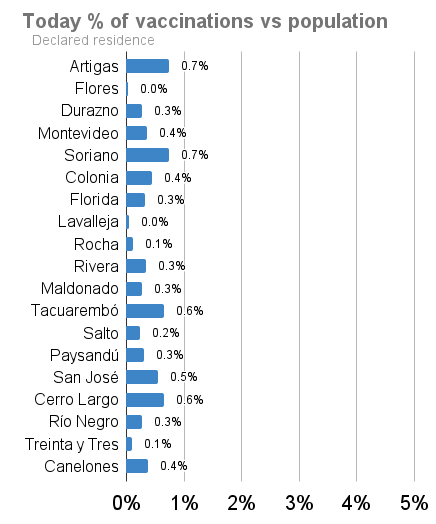 Today % of vaccinations vs population
Declared residence
Artigas 0.7%
Flores 0.0%
Durazno 0.3%
Montevideo 0.4%
Soriano 0.7%
Colonia 0.4%
Florida 0.3%
Lavalleja 0.0%
Rocha 0.1%
Rivera 0.3%
Maldonado 0.3%
Tacuarembó 0.6%
Salto 0.2%
Paysandú 0.3%
San José 0.5%
Cerro Largo 0.6%
Río Negro 0.3%
Treinta y Tres 0.1%
Canelones 0.4%
0% 1% 2% 3% 4% 5%